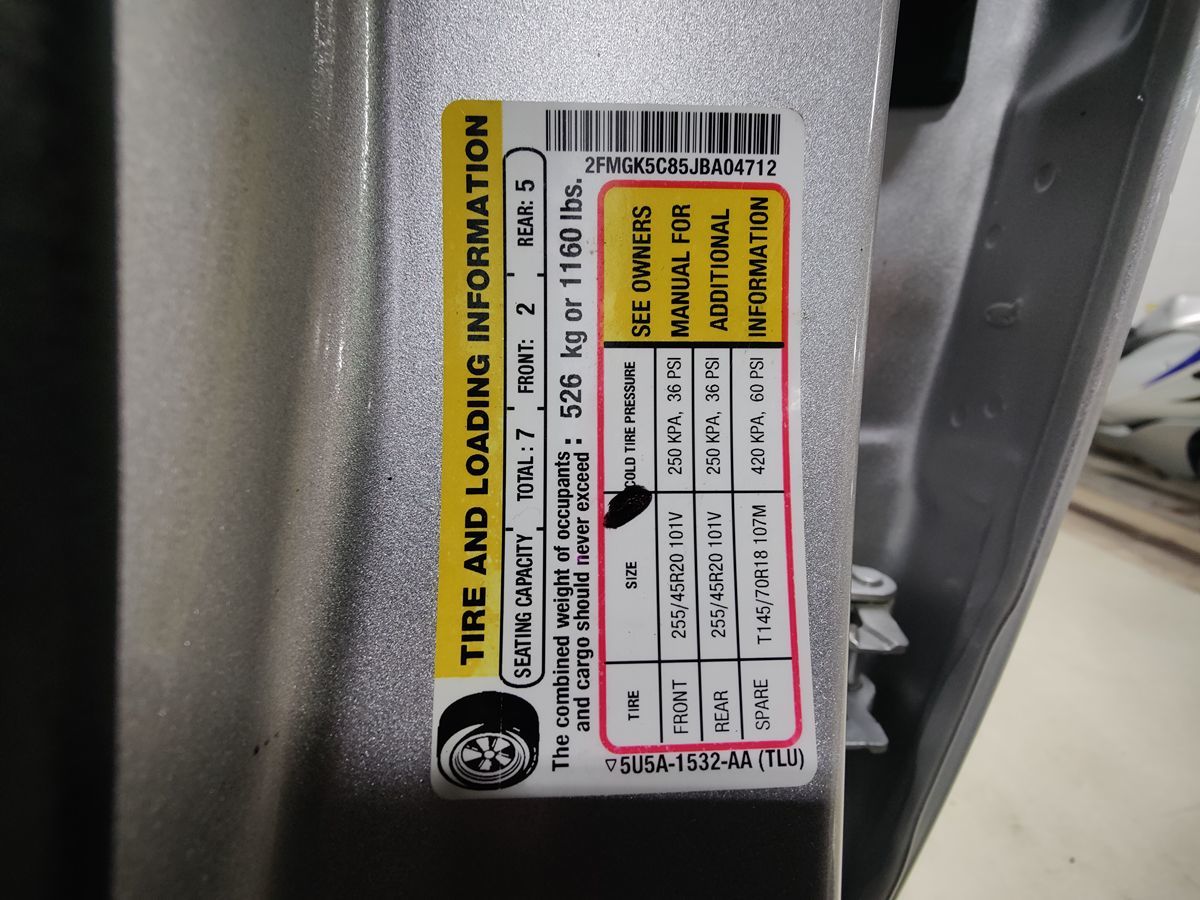 TIRE AND LOADING INFORMATION
SEATING CAPACITY TOTAL : 7 FRONT: 2 REAR: 5
The combined weight of occupants
and cargo should never exceed : 526 kg or 1160 lbs.
2FMGK5C85JBA04712
TIRE SIZE COLD TIRE PRESSURE
FRONT 255/45R20 101V 250 KPA, 36 PSI
REAR 255/45R20 101V 250 KPA, 36 PSI
SPARE T145/70R18 107M 420 KPA, 60 PSI
SEE OWNERS
MANUAL FOR
ADDITIONAL
INFORMATION
5U5A-1532-AA (TLU)